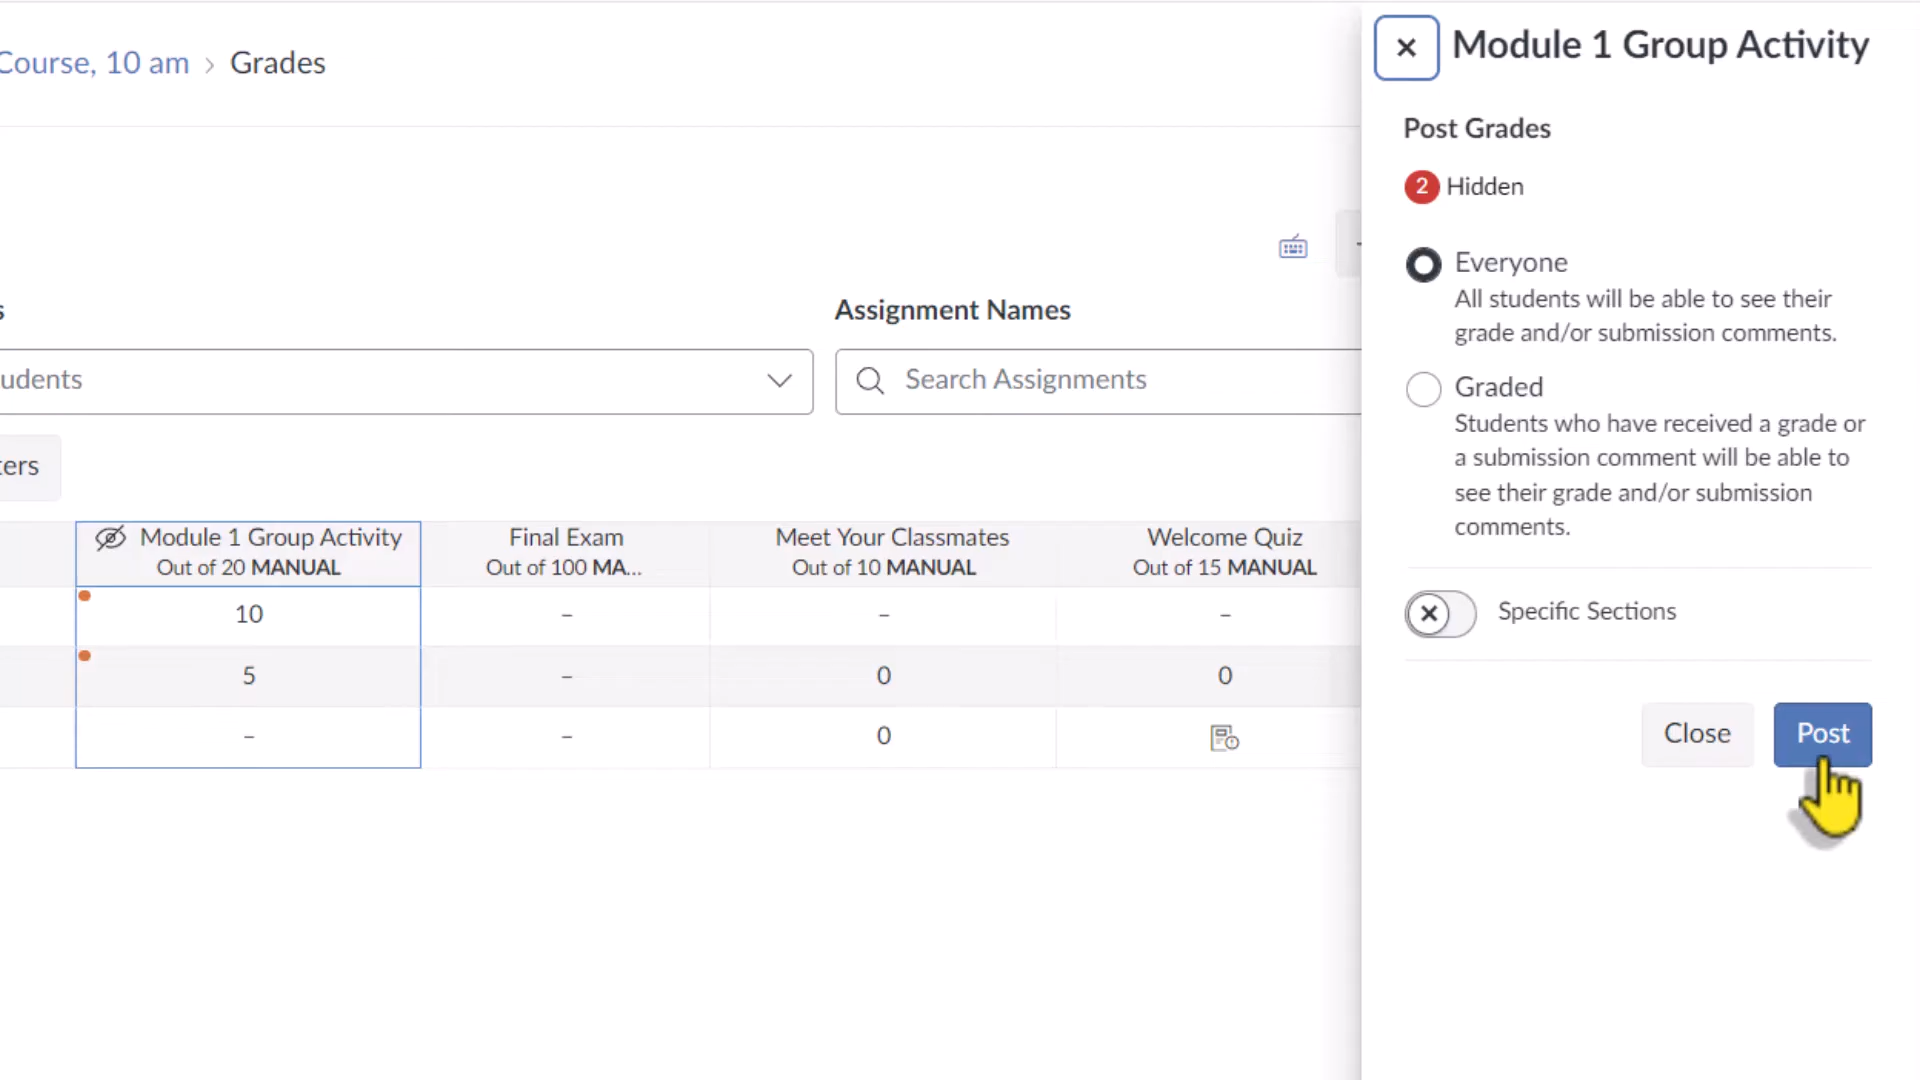 Course, 10 am > Grades
s
Assignment Names
udents
Search Assignments
ters
Module 1 Group Activity
Out of 20 MANUAL
Final Exam
Out of 100 MA...
Meet Your Classmates
Out of 10 MANUAL
Welcome Quiz
Out of 15 MANUAL
10 – – –
5 – 0 0
– – 0
Module 1 Group Activity
Post Grades
2 Hidden
Everyone
All students will be able to see their
grade and/or submission comments.
Graded
Students who have received a grade or
a submission comment will be able to
see their grade and/or submission
comments.
Specific Sections
Close
Post